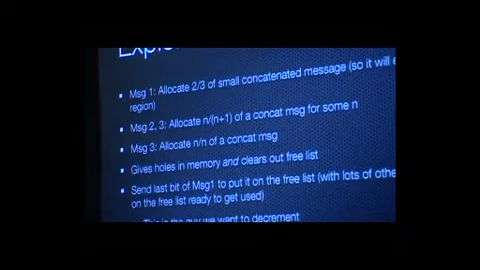 Msg 1: Allocate 2/3 of small concatenated message (so it will
region)
Msg 2, 3: Allocate n/(n+1) of a concat msg for some n
Msg 3: Allocate n/n of a concat msg
Gives holes in memory and clears out free list
Send last bit of Msg1 to put it on the free list (with lots of
on the free list ready to get used)
This is the guy we want to decrement